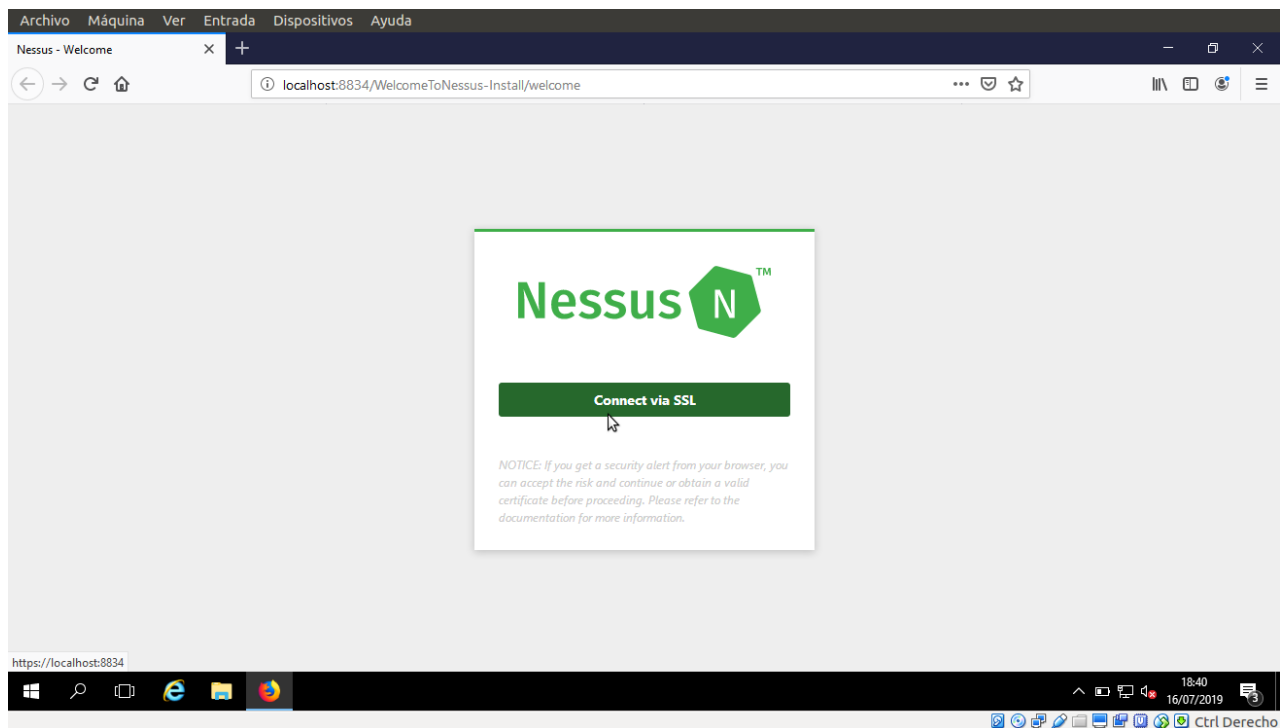 Archivo Máquina Ver Entrada Dispositivos Ayuda
Nessus - Welcome
localhost:8834/WelcomeToNessus-Install/welcome
Nessus N ™
Connect via SSL
NOTICE: If you get a security alert from your browser, you
can accept the risk and continue or obtain a valid
certificate before proceeding. Please refer to the
documentation for more information.
https://localhost:8834
18:40
16/07/2019
3
Ctrl Derecho